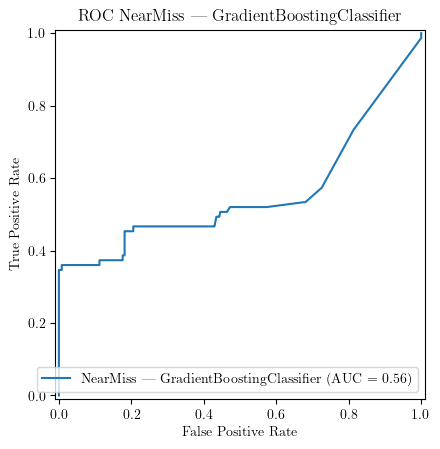 ROC NearMiss — GradientBoostingClassifier
1.0
0.8
0.6
0.4
0.2
0.0
True Positive Rate
NearMiss — GradientBoostingClassifier (AUC = 0.56)
0.0 0.2 0.4 0.6 0.8 1.0
False Positive Rate